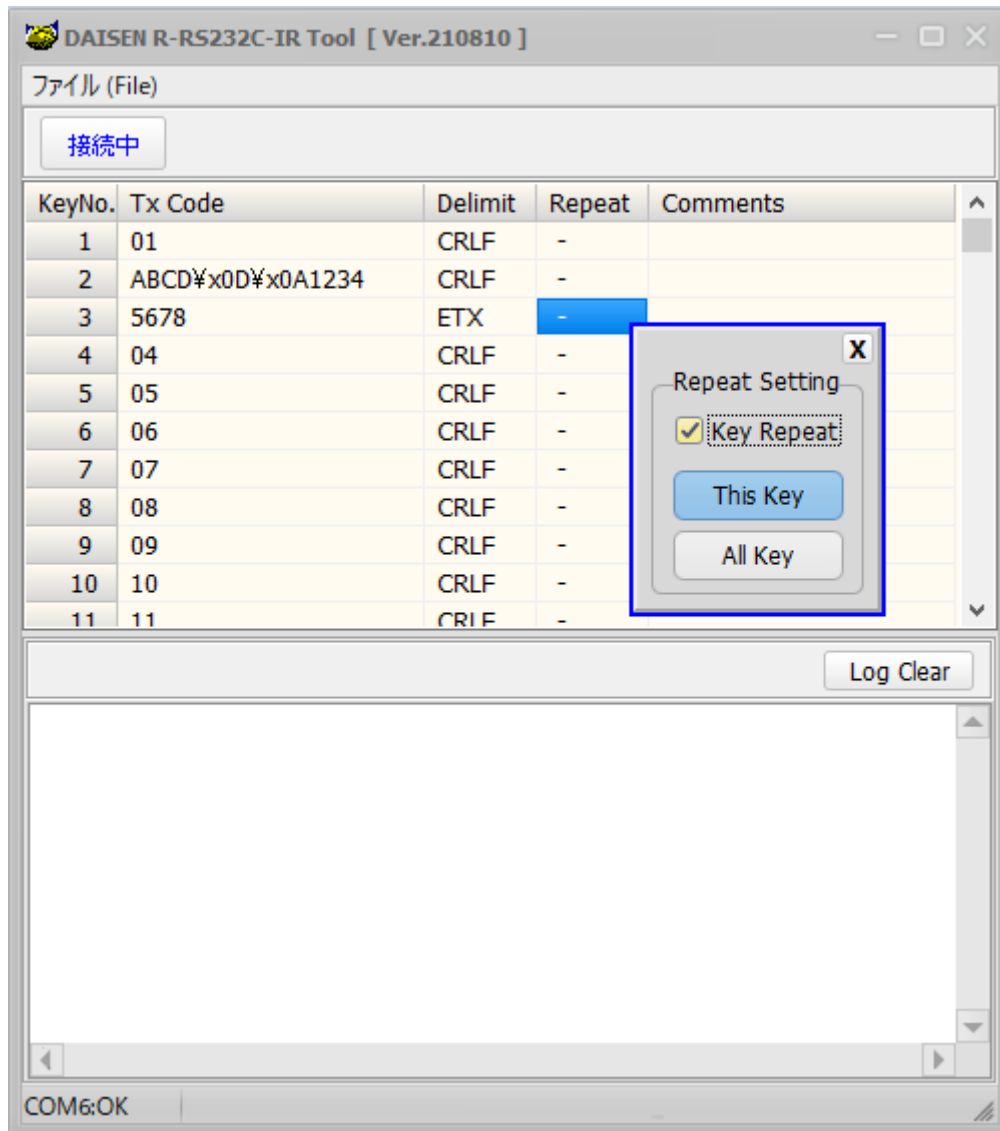 DAISEN R-RS232C-IR Tool [ Ver.210810 ]
ファイル (File)
接続中
KeyNo. Tx Code Delimit Repeat Comments
1 01 CRLF -
2 ABCD¥x0D¥x0A1234 CRLF -
3 5678 ETX -
4 04 CRLF -
5 05 CRLF -
6 06 CRLF -
7 07 CRLF -
8 08 CRLF -
9 09 CRLF -
10 10 CRLF -
11 11 CRLF -
X
Repeat Setting
Key Repeat
This Key
All Key
Log Clear
COM6:OK